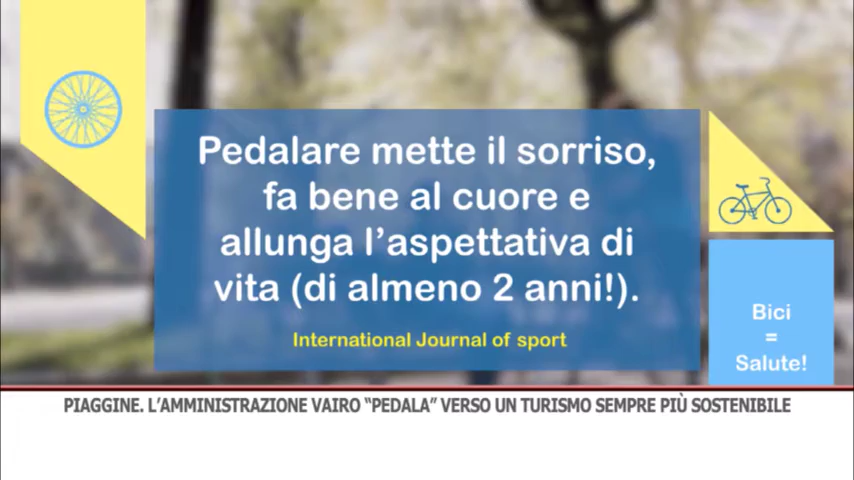 Pedalare mette il sorriso,
fa bene al cuore e
allunga l'aspettativa di
vita (di almeno 2 anni!).
International Journal of sport
Bici
=
Salute!
PIAGGINE. L'AMMINISTRAZIONE VAIRO “PEDALA” VERSO UN TURISMO SEMPRE PIÙ SOSTENIBILE